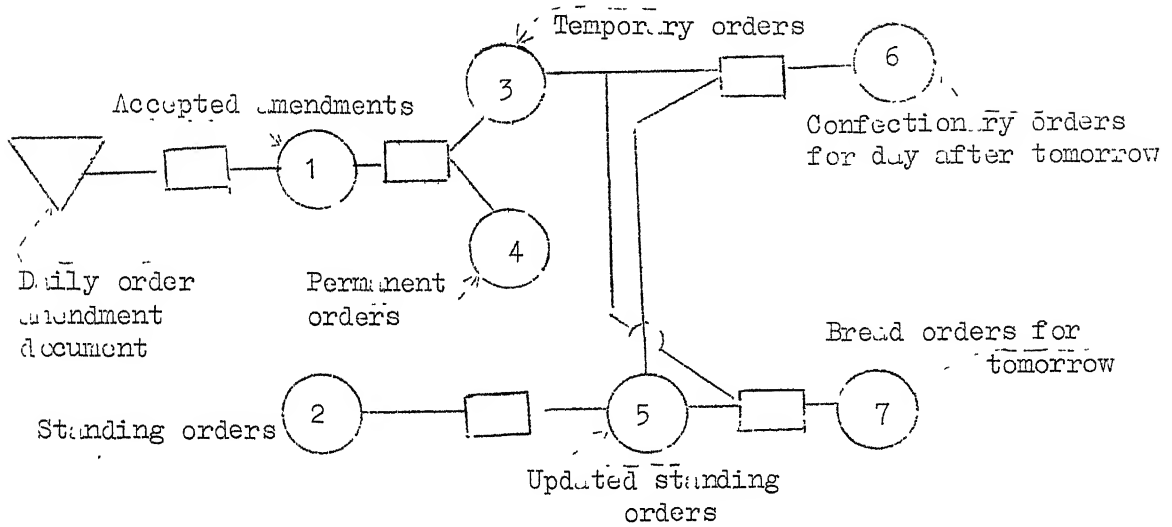 Temporary orders
3
6
Accepted amendments
Confectionery orders
for day after tomorrow
1
4
Daily order
amendment
document
Permanent
orders
Bread orders for
tomorrow
2
Standing orders
5
7
Updated standing
orders